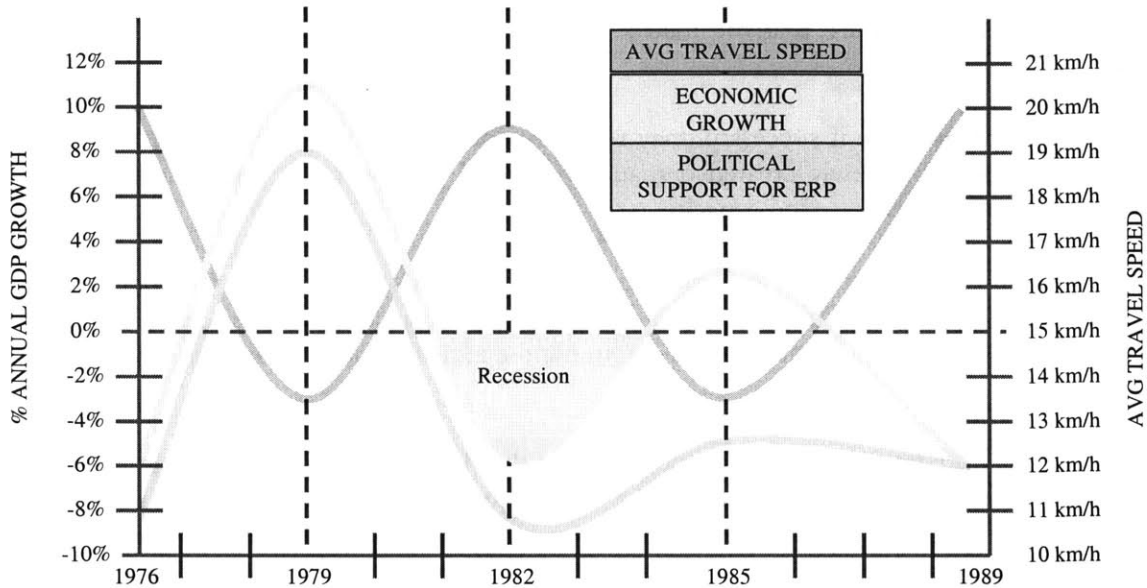 AVG TRAVEL SPEED
ECONOMIC
GROWTH
POLITICAL
SUPPORT FOR ERP
% ANNUAL GDP GROWTH
12%
10%
8%
6%
4%
2%
0%
-2%
-4%
-6%
-8%
-10%
Recession
21 km/h
20 km/h
19 km/h
18 km/h
17 km/h
16 km/h
15 km/h
14 km/h
13 km/h
12 km/h
11 km/h
10 km/h
AVG TRAVEL SPEED
1976
1979
1982
1985
1989